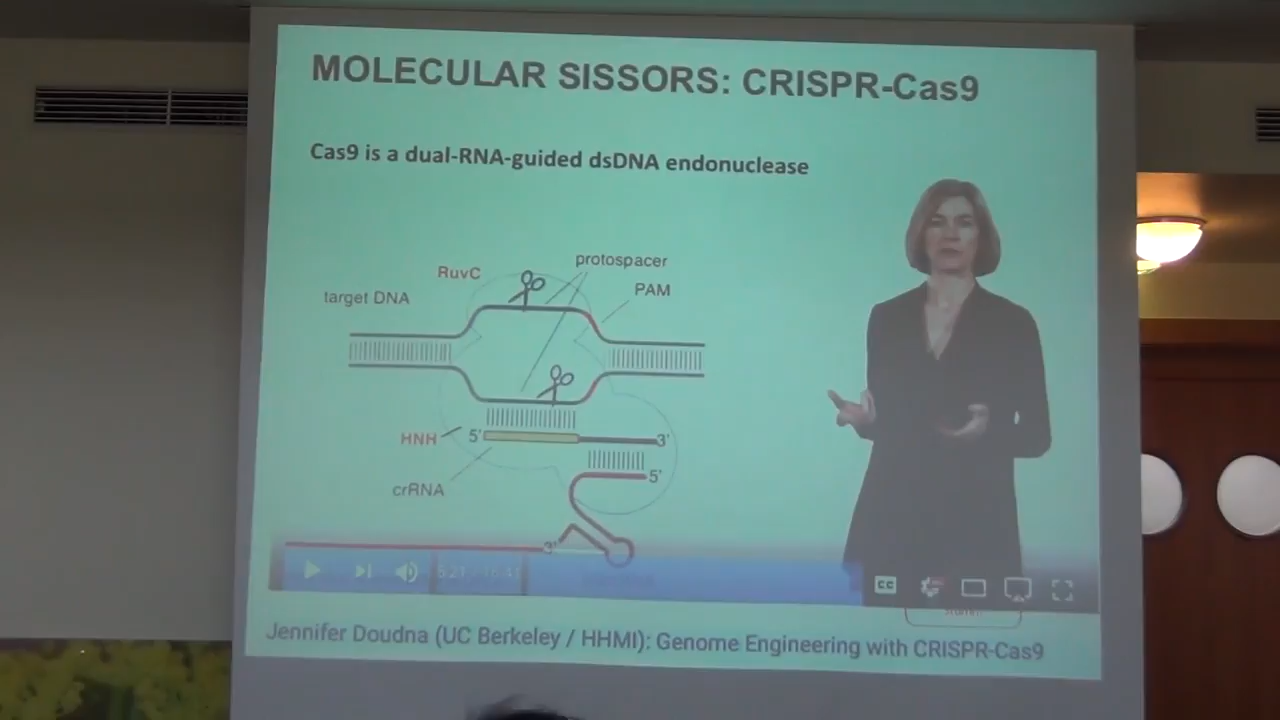 MOLECULAR SISSORS: CRISPR-Cas9
Cas9 is a dual-RNA-guided dsDNA endonuclease
protospacer
RuvC
PAM
target DNA
HNH
5'
3'
5'
crRNA
3'
CC
Jennifer Doudna (UC Berkeley / HHMI): Genome Engineering with CRISPR-Cas9